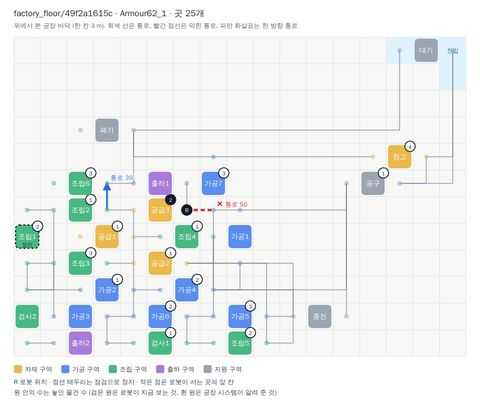 factory_floor/49f2a1615c · Armour62_1 · 곳 25개
위에서 본 공장 바닥 (한 칸 3 m). 회색 선은 통로, 빨간 점선은 막힌 통로, 파란 화살표는 한 방향 통로
대기
진입
폐기
4
창고
3
조립6
통로 39
출하1
3
가공7
1
공구
1
조립2
2
공급3
R
✖ 통로 50
2
조립1
1
공급1
1
조립4
가공1
3
조립3
2
공급2
1
가공2
1
가공4
검사2
가공3
2
가공6
3
가공5
충전
출하2
1
검사1
2
조립5
자재 구역
가공 구역
조립 구역
출하 구역
지원 구역
R 로봇 위치 · 점선 테두리는 점검으로 정지 · 작은 점은 로봇이 서는 곳의 앞 칸
원 안의 수는 놓인 물건 수 (검은 원은 로봇이 지금 보는 것, 흰 원은 공장 시스템이 알려 준 것)